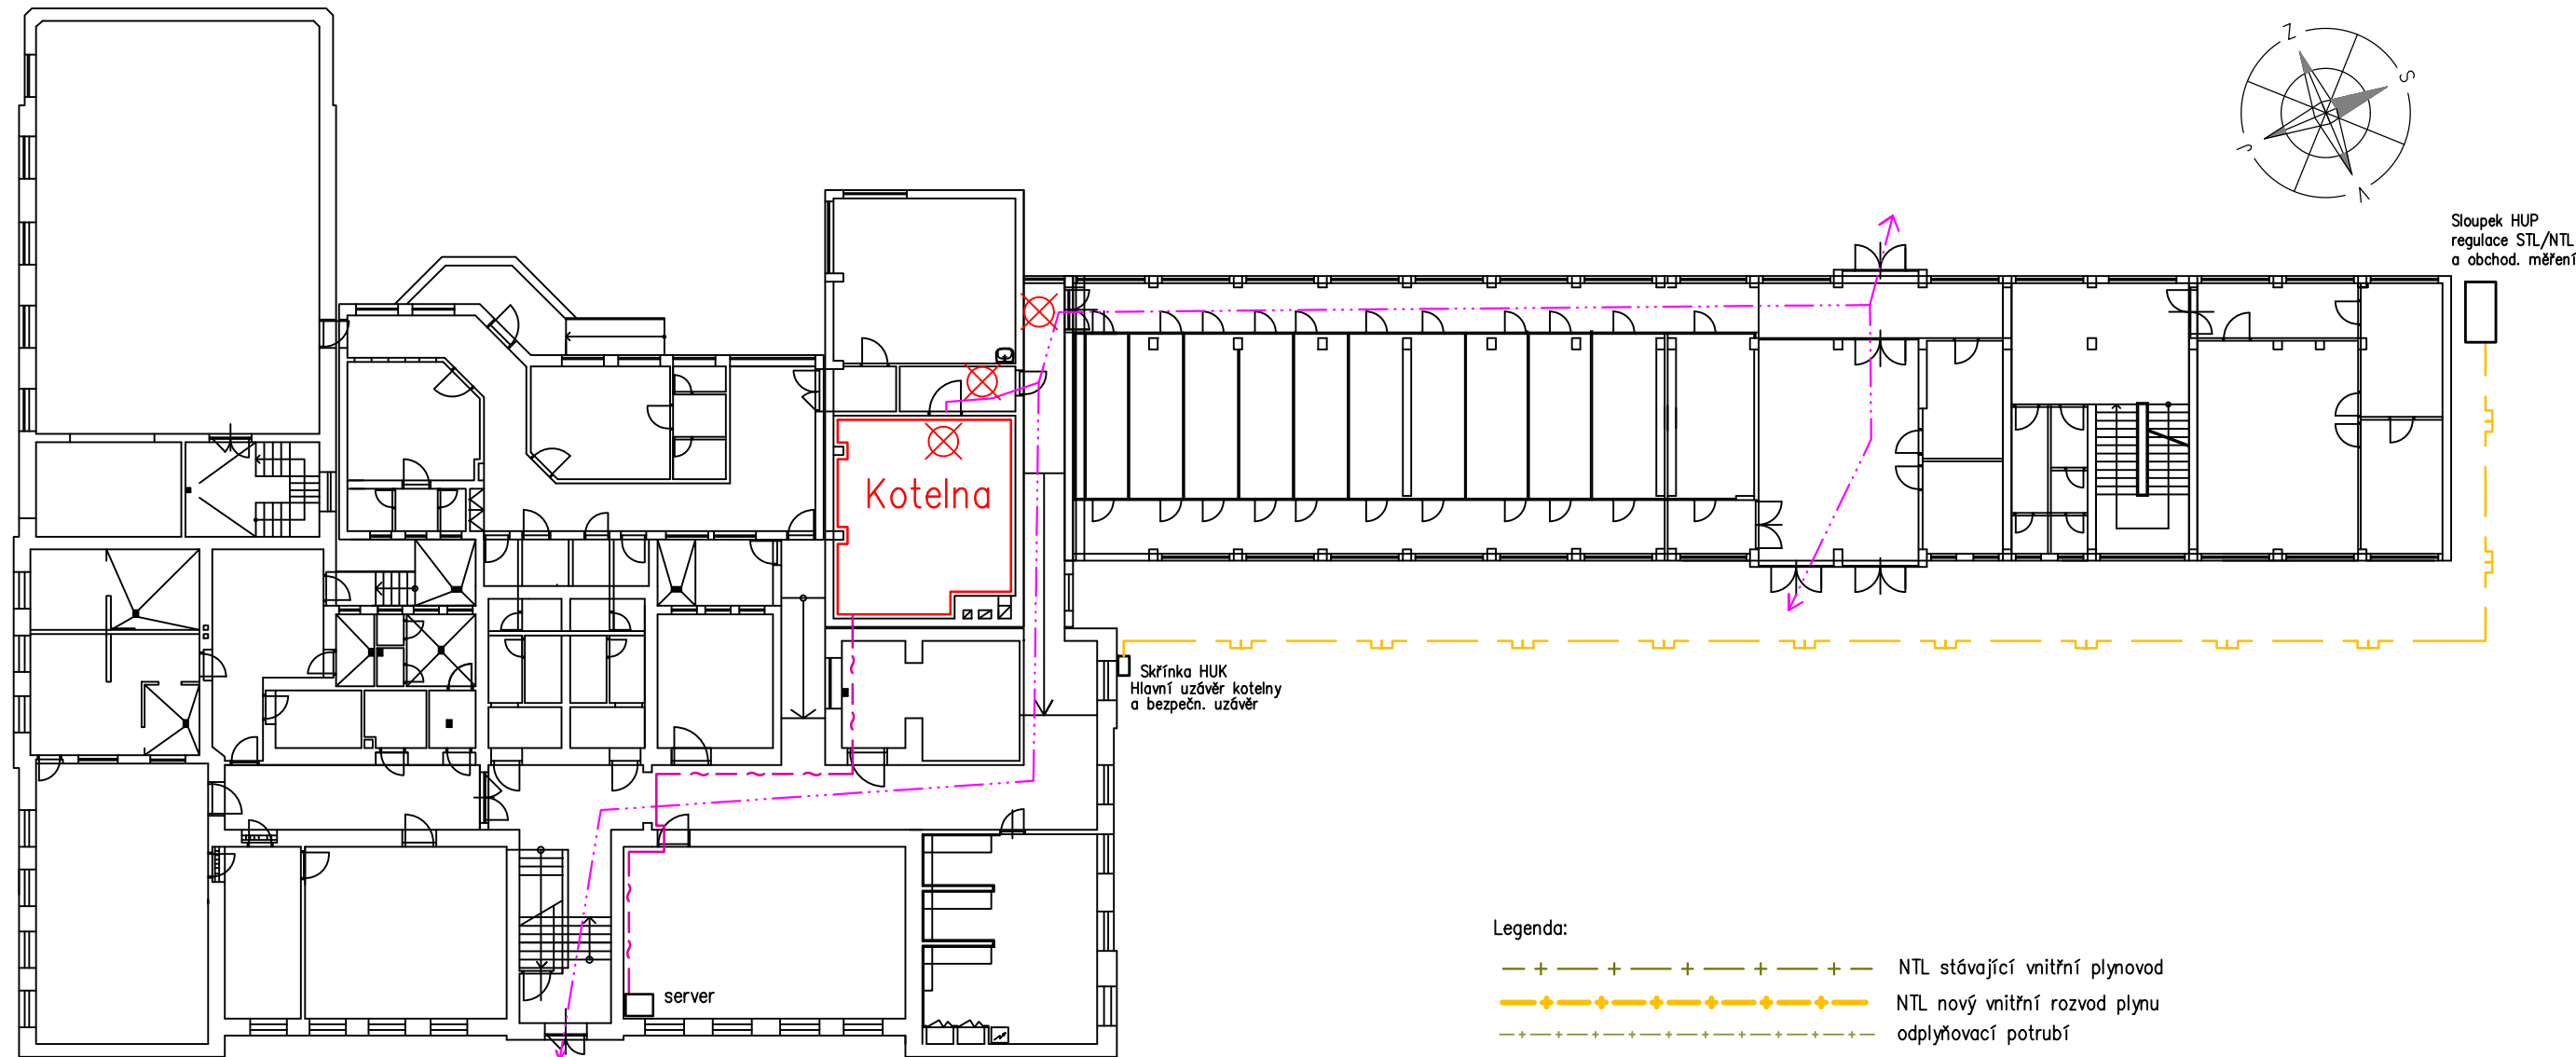 Z
S
J
V
Sloupek HUP
regulace STL/NTL
a obchod. měření
Kotelna
Skřínka HUK
Hlavní uzávěr kotelny
a bezpečn. uzávěr
server
Legenda:
NTL stávající vnitřní plynovod
NTL nový vnitřní rozvod plynu
odplyňovací potrubí